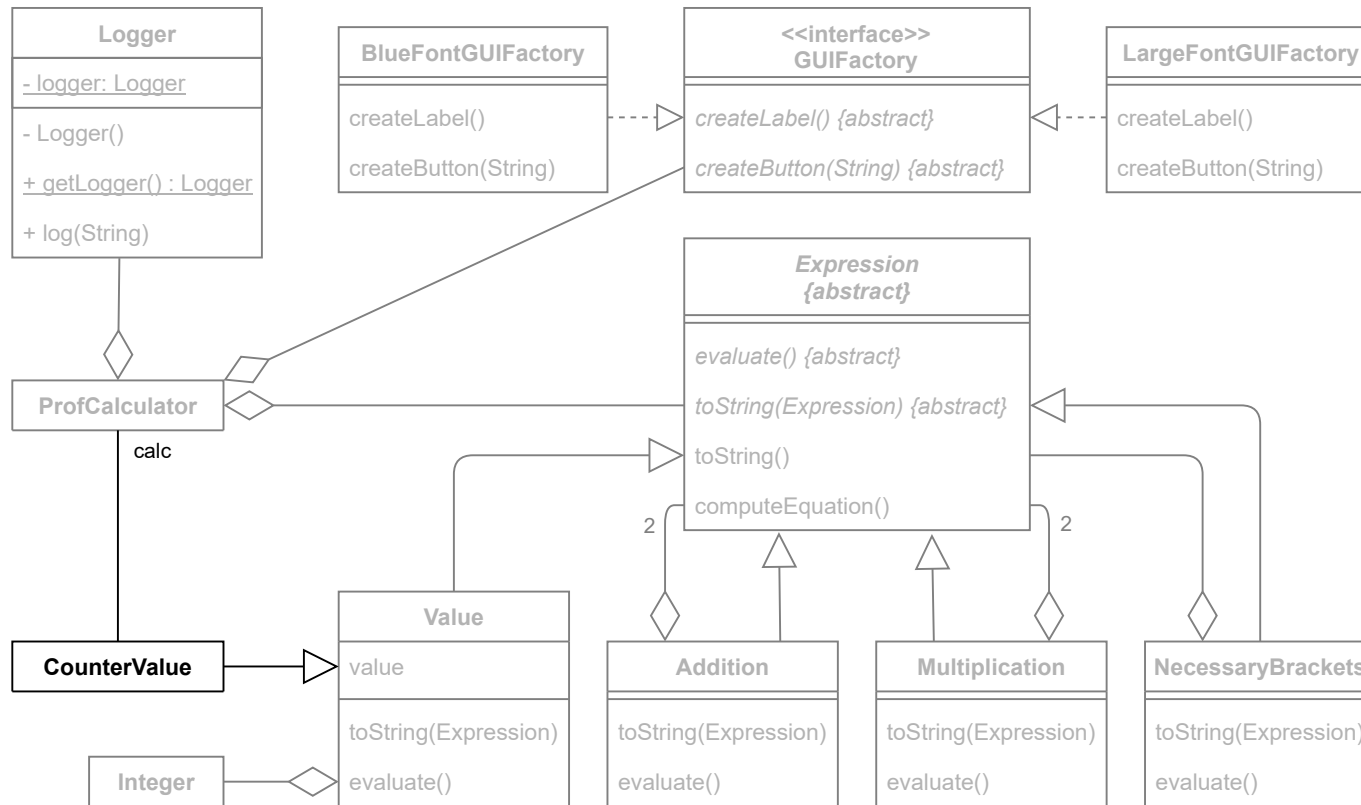 Logger
- logger: Logger
- Logger()
+ getLogger() : Logger
+ log(String)
BlueFontGUIFactory
createLabel()
createButton(String)
<<interface>>
GUIFactory
createLabel() {abstract}
createButton(String) {abstract}
LargeFontGUIFactory
createLabel()
createButton(String)
Expression
{abstract}
evaluate() {abstract}
toString(Expression) {abstract}
toString()
computeEquation()
ProfCalculator
calc
2
2
CounterValue
Value
value
toString(Expression)
evaluate()
Integer
Addition
toString(Expression)
evaluate()
Multiplication
toString(Expression)
evaluate()
NecessaryBrackets
toString(Expression)
evaluate()